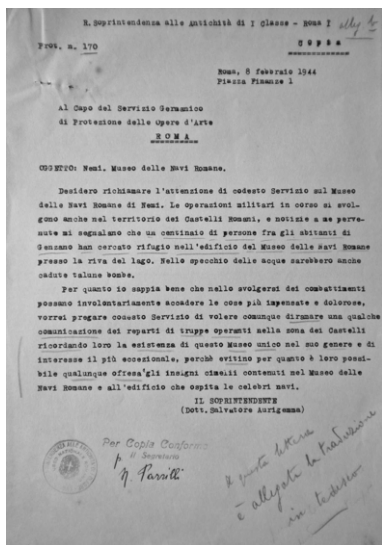 R. Soprintendenza alle Antichità di I Classe - Roma I
Prot. n. 170
COPIA
Roma, 8 febbraio 1944
Piazza Finanze 1
Al Capo del Servizio Germanico
di Protezione delle Opere d'Arte
ROMA
OGGETTO: Nemi. Museo delle Navi Romane.
Desidero richiamare l'attenzione di codesto Servizio sul Museo
delle Navi Romane di Nemi. Le operazioni militari in corso si svol-
gono anche nel territorio dei Castelli Romani, e notizie a me perve-
nute mi segnalano che un centinaio di persone fra gli abitanti di
Genzano han cercato rifugio nell'edificio del Museo delle Navi Romane
presso la riva del lago. Nello specchio delle acque sarebbero anche
cadute talune bombe.
Per quanto io sappia bene che nello svolgersi dei combattimenti
possano involontariamente accadere le cose più impensate e dolorose,
vorrei pregare codesto Servizio di volere comunque diramare una qualche
comunicazione dei reparti di truppe operanti nella zona dei Castelli
ricordando loro la esistenza di questo Museo unico nel suo genere e di
interesse il più eccezionale, perchè evitino per quanto è loro possi-
bile qualunque offesa gli insigni cimelii contenuti nel Museo delle
Navi Romane e all'edificio che ospita le celebri navi.
IL SOPRINTENDENTE
(Dott. Salvatore Aurigemma)
Per Copia Conforme
p. Il Segretario
N. Parrilli
A questa lettera
è allegata la traduzione
in tedesco